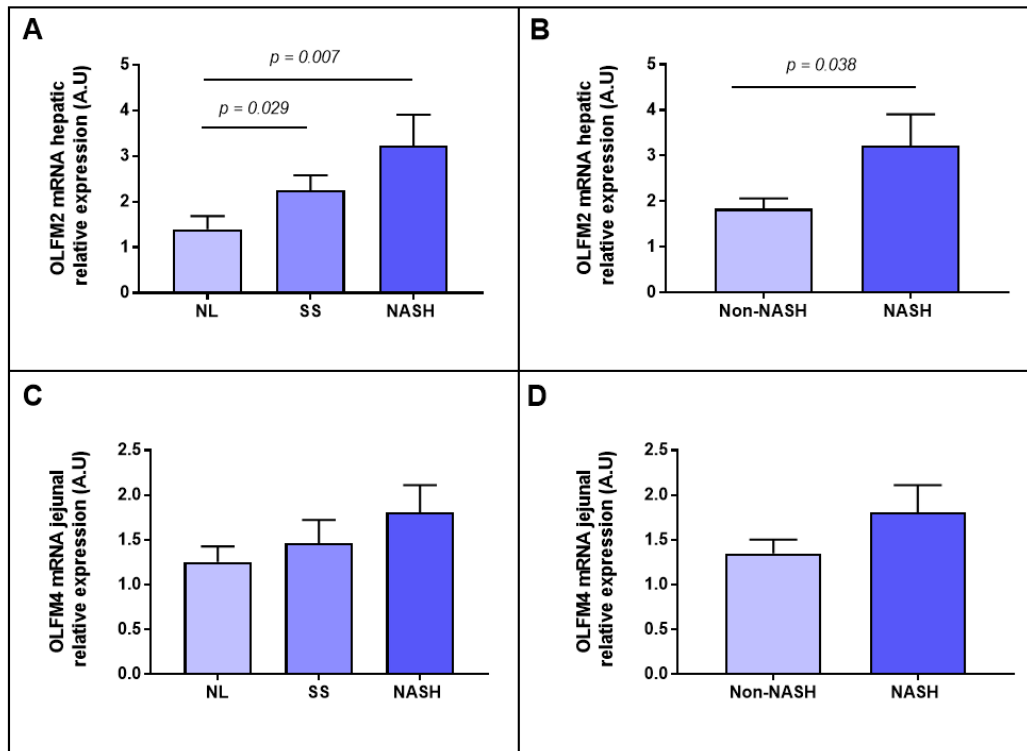 A
OLFM2 mRNA hepatic
relative expression (A.U)
5
4
3
2
1
0
p = 0.007
p = 0.029
NL
SS
NASH
B
OLFM2 mRNA hepatic
relative expression (A.U)
5
4
3
2
1
0
p = 0.038
Non-NASH
NASH
C
OLFM4 mRNA jejunal
relative expression (A.U)
2.5
2.0
1.5
1.0
0.5
0.0
NL
SS
NASH
D
OLFM4 mRNA jejunal
relative expression (A.U)
2.5
2.0
1.5
1.0
0.5
0.0
Non-NASH
NASH